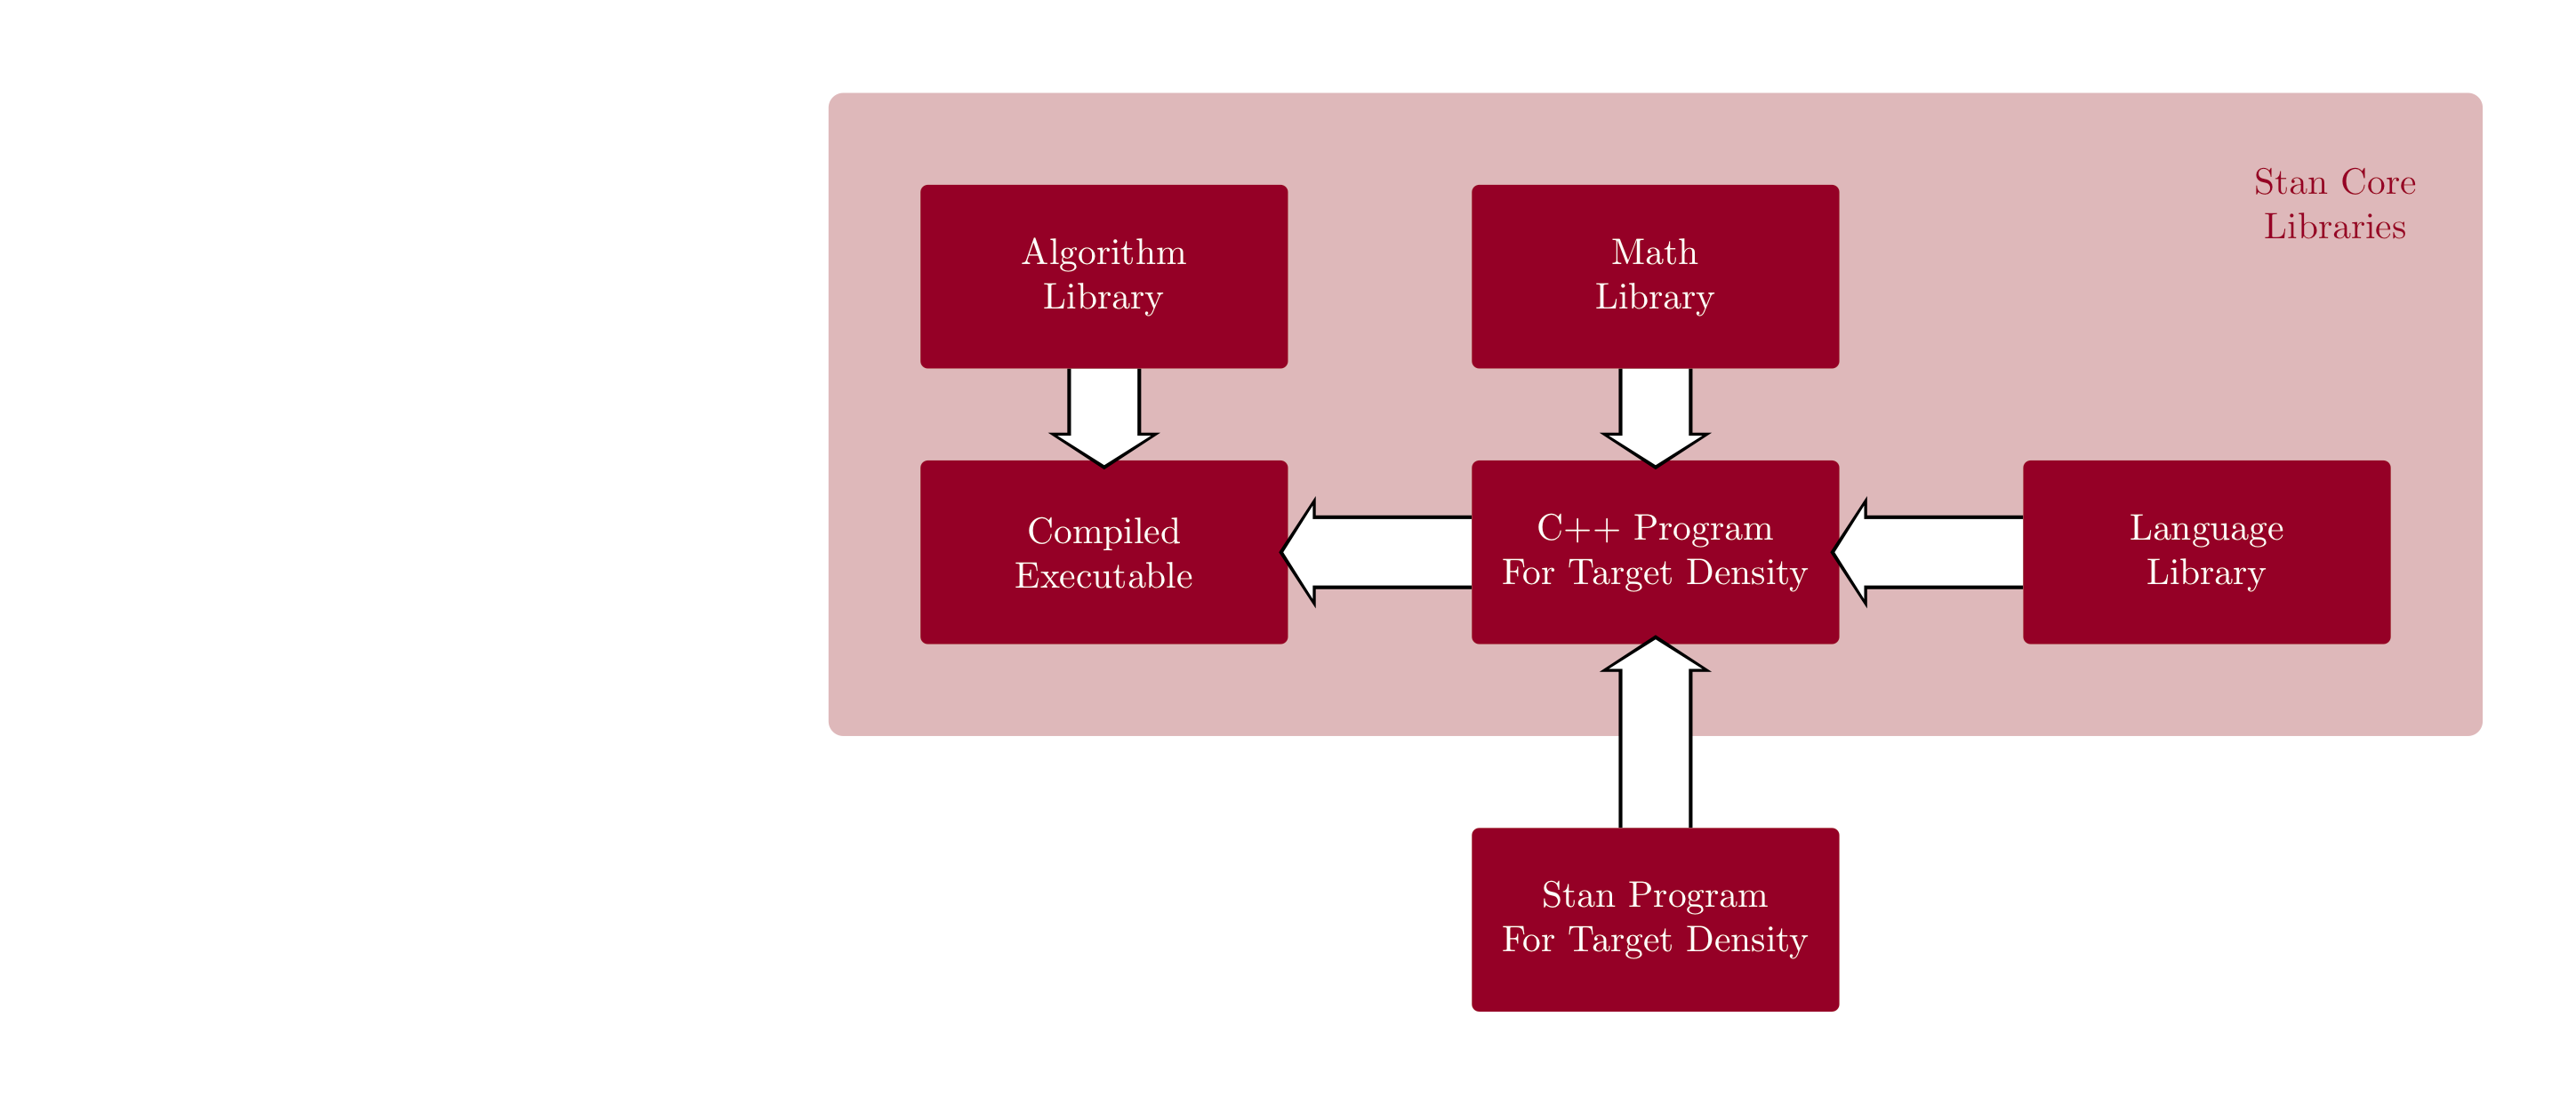 Stan Core
Libraries
Algorithm
Library
Math
Library
Compiled
Executable
C++ Program
For Target Density
Language
Library
Stan Program
For Target Density